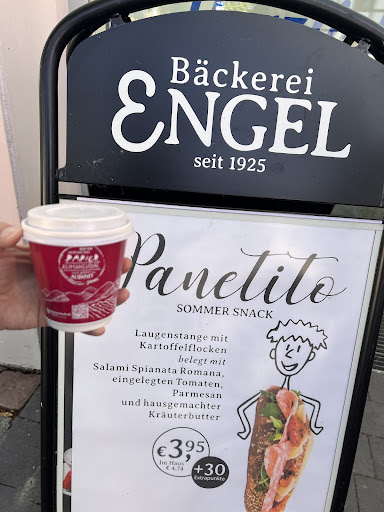 Bäckerei
ENGEL
seit 1925
Panetito
SOMMER SNACK
Laugenstange mit
Kartoffelflocken
belegt mit
Salami Spianata Romana,
eingelegten Tomaten,
Parmesan
und hausgemachter
Kräuterbutter
€3,95
Im Haus
€ 4,74
+30
Extrapunkte